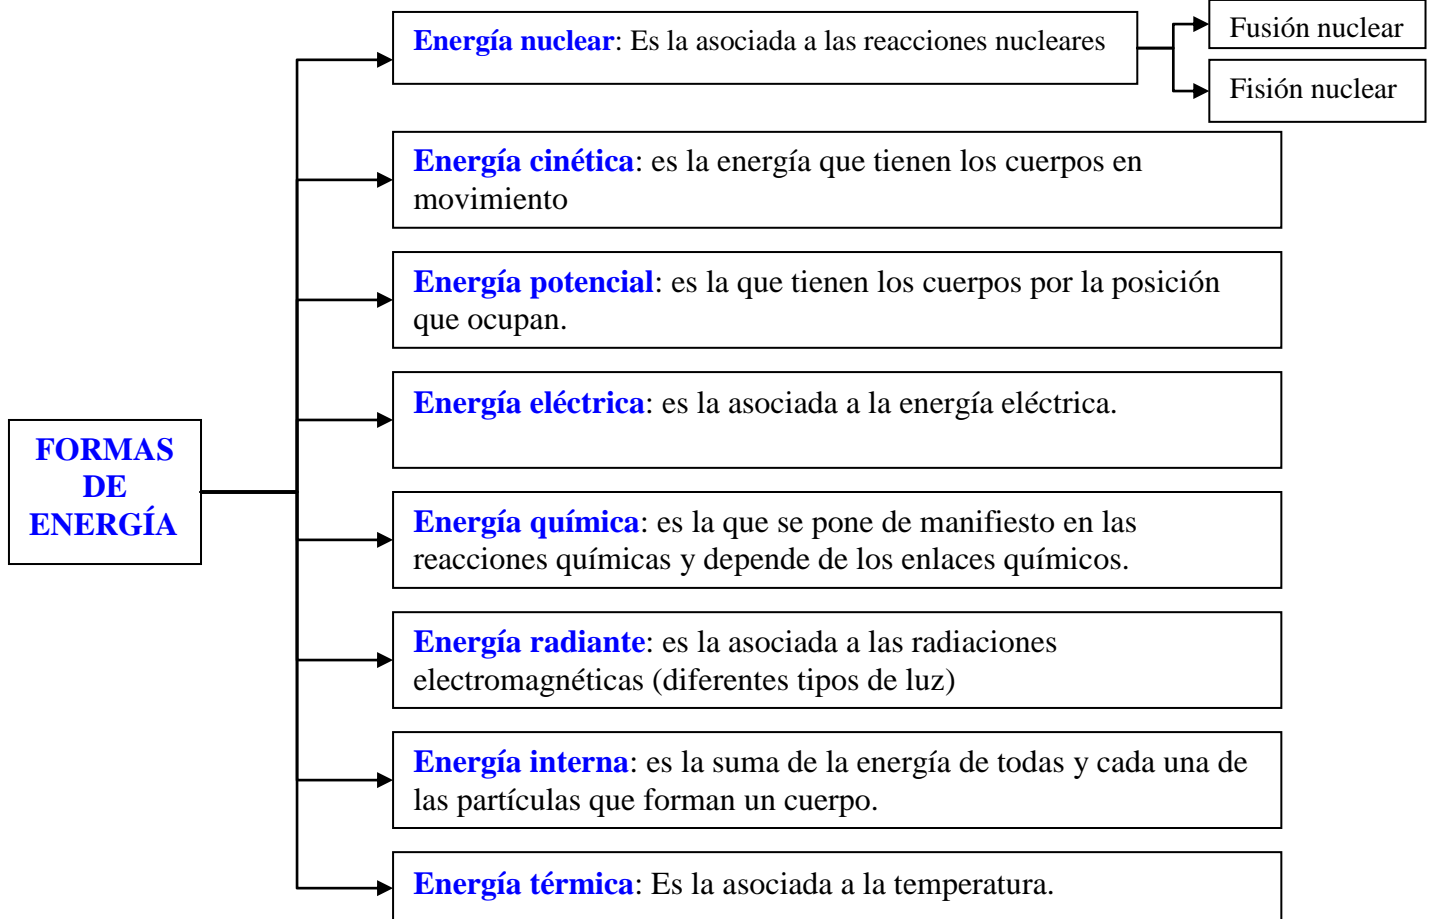 Energía nuclear: Es la asociada a las reacciones nucleares
Fusión nuclear
Fisión nuclear
Energía cinética: es la energía que tienen los cuerpos en
movimiento
Energía potencial: es la que tienen los cuerpos por la posición
que ocupan.
Energía eléctrica: es la asociada a la energía eléctrica.
FORMAS
DE
ENERGÍA
Energía química: es la que se pone de manifiesto en las
reacciones químicas y depende de los enlaces químicos.
Energía radiante: es la asociada a las radiaciones
electromagnéticas (diferentes tipos de luz)
Energía interna: es la suma de la energía de todas y cada una de
las partículas que forman un cuerpo.
Energía térmica: Es la asociada a la temperatura.